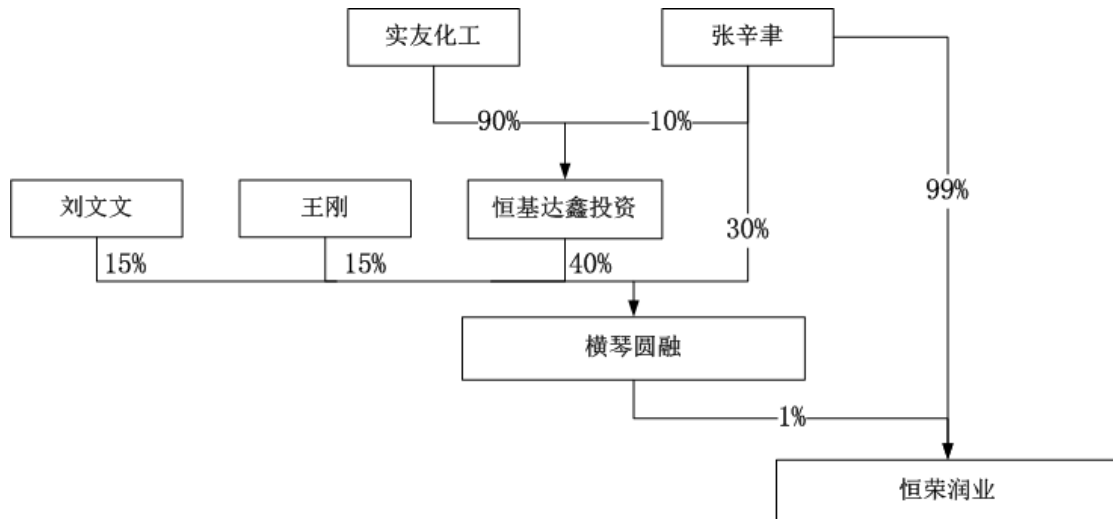 实友化工
张辛聿
90%
10%
刘文文
王刚
恒基达鑫投资
99%
30%
15%
15%
40%
横琴圆融
1%
恒荣润业